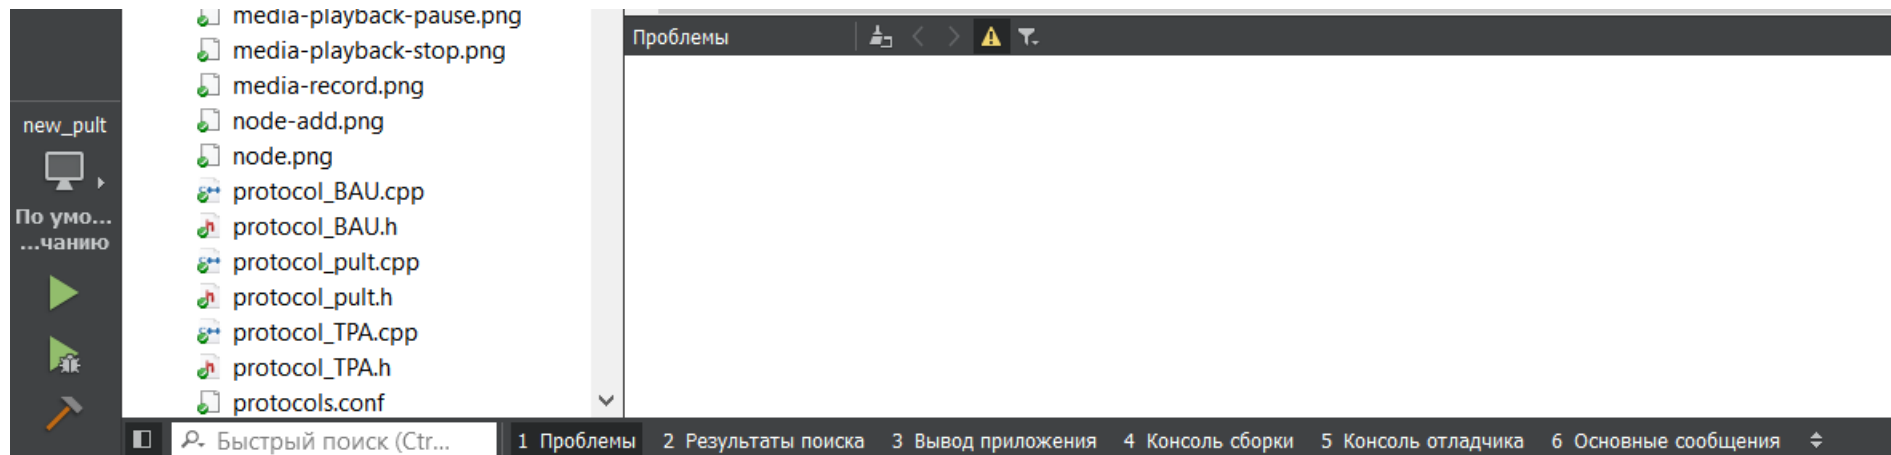 new_pult
По умо...
...чанию
media-playback-pause.png
media-playback-stop.png
media-record.png
node-add.png
node.png
protocol_BAU.cpp
protocol_BAU.h
protocol_pult.cpp
protocol_pult.h
protocol_TPA.cpp
protocol_TPA.h
protocols.conf
Проблемы
Быстрый поиск (Ctr... 1 Проблемы 2 Результаты поиска 3 Вывод приложения 4 Консоль сборки 5 Консоль отладчика 6 Основные сообщения